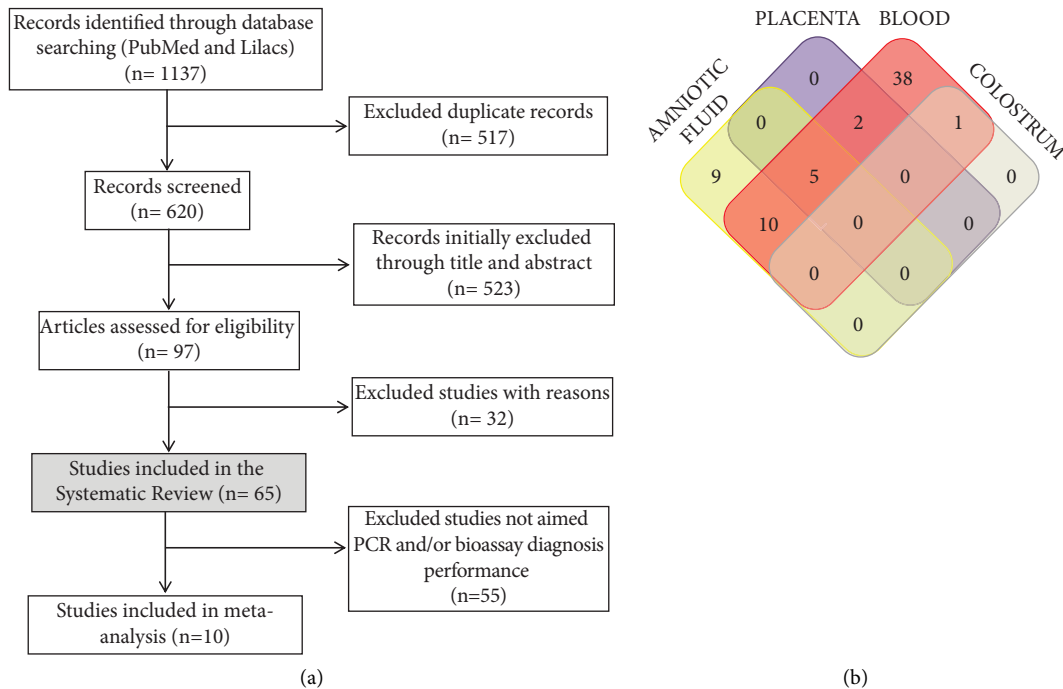 Records identified through database
searching (PubMed and Lilacs)
(n= 1137)
Excluded duplicate records
(n= 517)
Records screened
(n= 620)
Records initially excluded
through title and abstract
(n= 523)
Articles assessed for eligibility
(n= 97)
Excluded studies with reasons
(n= 32)
Studies included in the
Systematic Review (n= 65)
Excluded studies not aimed
PCR and/or bioassay diagnosis
performance
(n=55)
Studies included in meta-
analysis (n=10)
(a)
PLACENTA BLOOD
AMNIOTIC
FLUID
COLOSTRUM
0 38
0 2 1
9 5 0 0
10 0 0
0 0
0
(b)